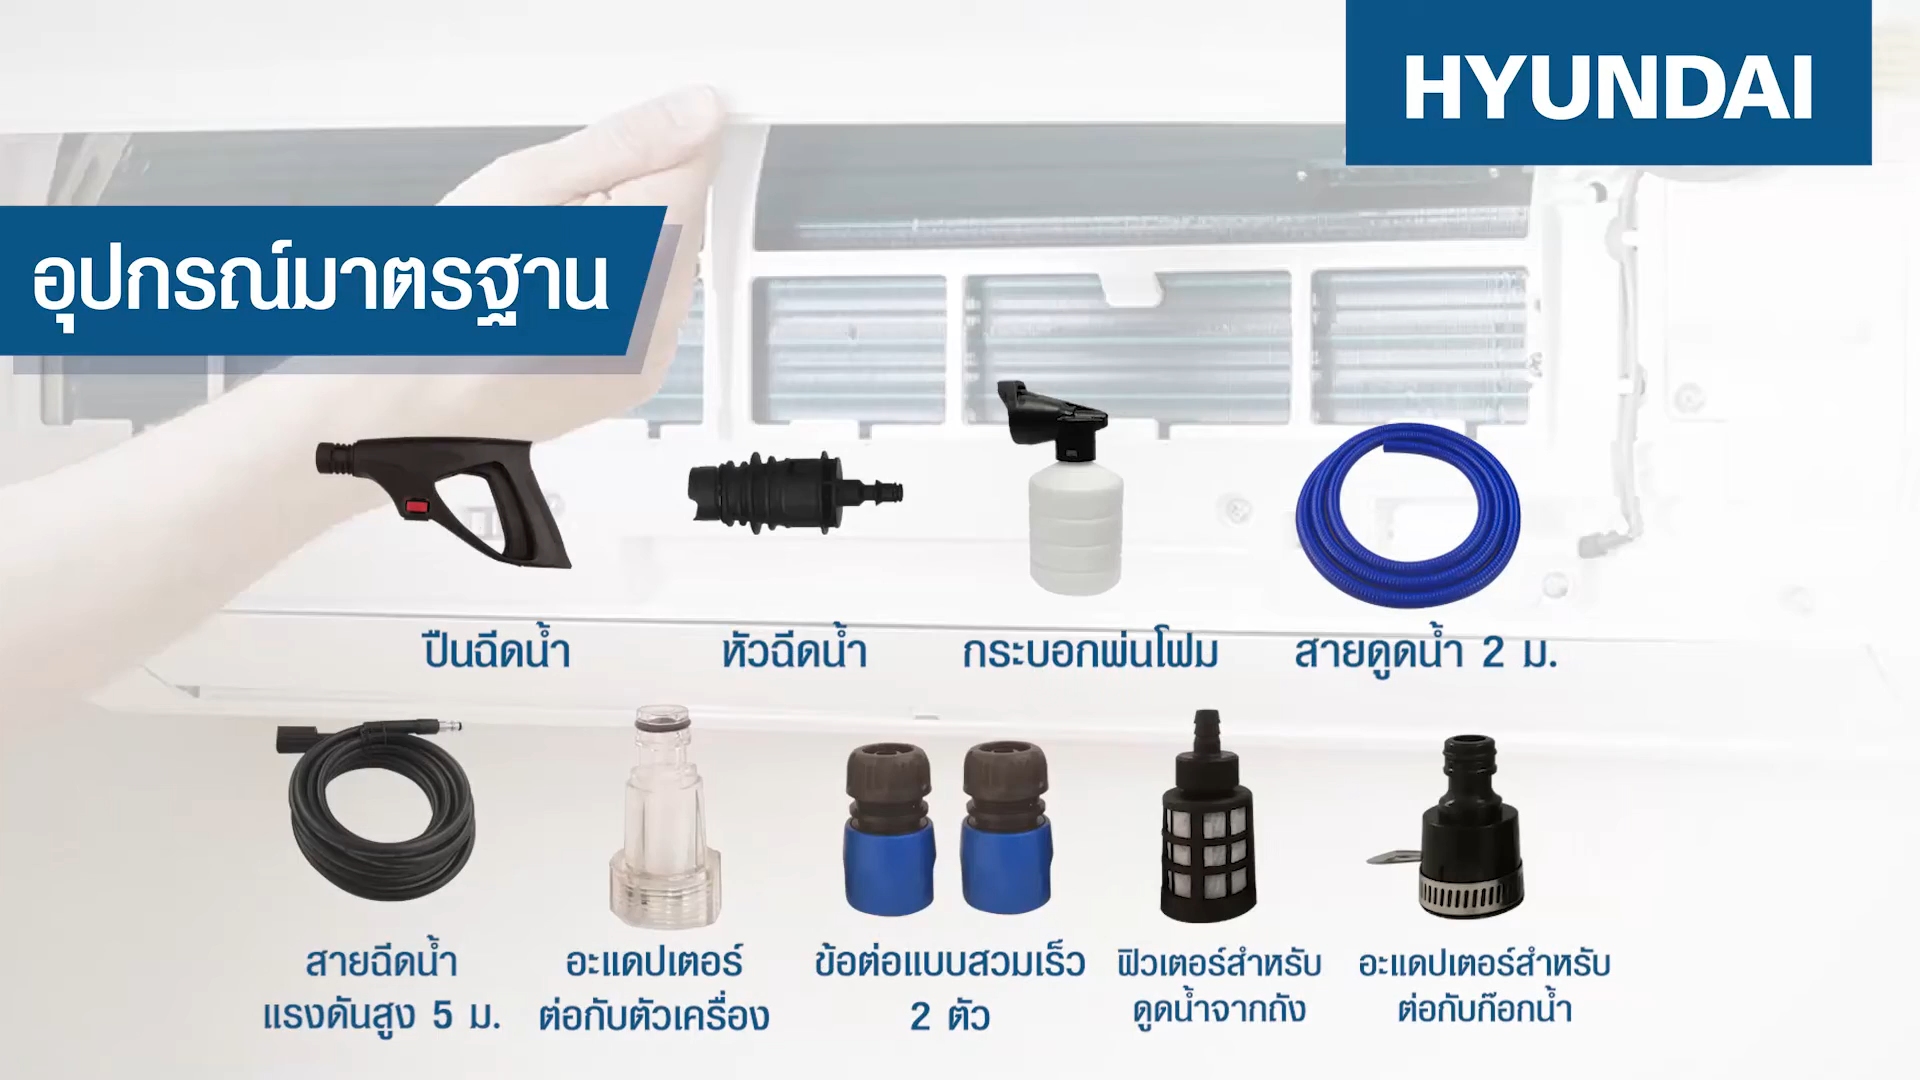 HYUNDAI
อุปกรณ์มาตรฐาน
ปืนฉีดน้ำ
หัวฉีดน้ำ
กระบอกพ่นโฟม
สายดูดน้ำ 2 ม.
สายฉีดน้ำ
แรงดันสูง 5 ม.
อะแดปเตอร์
ต่อกับตัวเครื่อง
ข้อต่อแบบสวมเร็ว
2 ตัว
ฟิวเตอร์สำหรับ
ดูดน้ำจากถัง
อะแดปเตอร์สำหรับ
ต่อกับก๊อกน้ำ